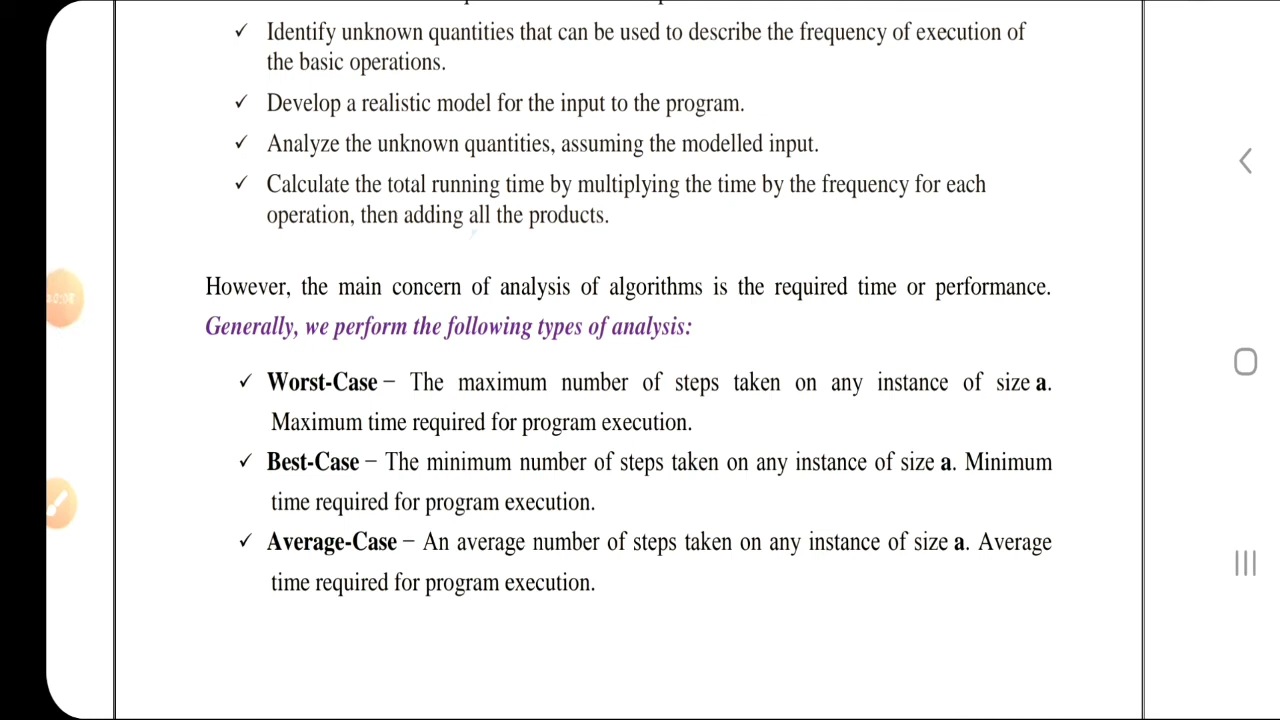 ✓ Identify unknown quantities that can be used to describe the frequency of execution of
the basic operations.
✓ Develop a realistic model for the input to the program.
✓ Analyze the unknown quantities, assuming the modelled input.
✓ Calculate the total running time by multiplying the time by the frequency for each
operation, then adding all the products.
However, the main concern of analysis of algorithms is the required time or performance.
Generally, we perform the following types of analysis:
✓ Worst-Case − The maximum number of steps taken on any instance of size a.
Maximum time required for program execution.
✓ Best-Case − The minimum number of steps taken on any instance of size a. Minimum
time required for program execution.
✓ Average-Case − An average number of steps taken on any instance of size a. Average
time required for program execution.